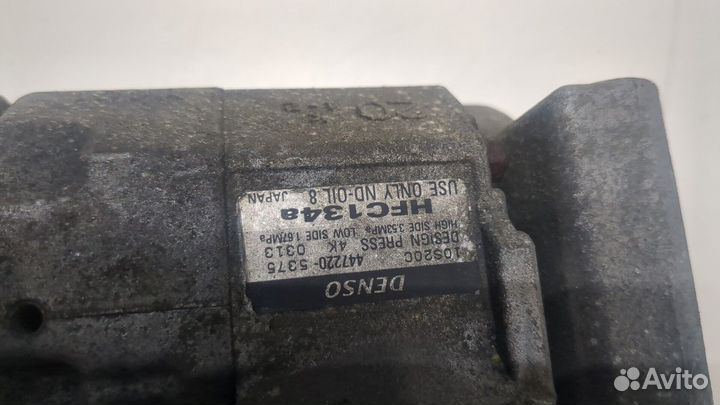 DENSO
10S20C 447220 5375
DESIGN PRESS 4K 0313
HIGH SIDE 3.53MPa LOW SIDE 1.67MPa
HFC134a
USE ONLY ND-OIL 8 JAPAN
Avito